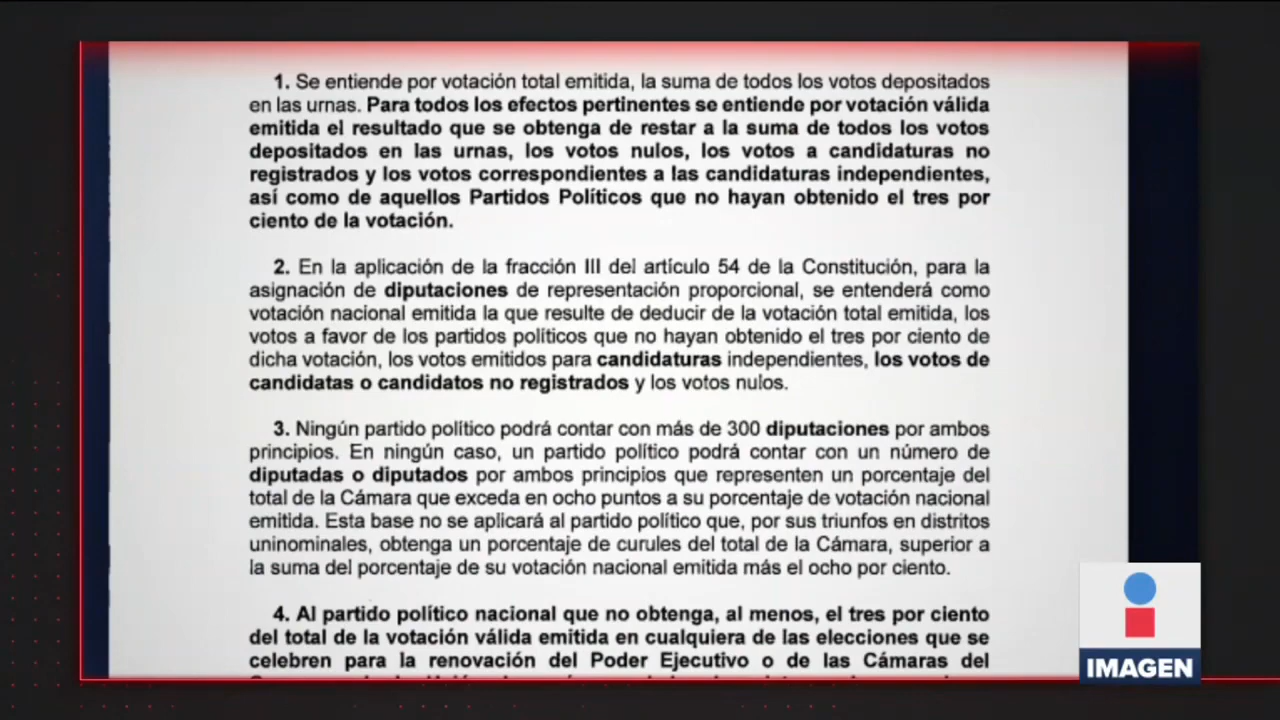 1. Se entiende por votación total emitida, la suma de todos los votos depositados
en las urnas. Para todos los efectos pertinentes se entiende por votación válida
emitida el resultado que se obtenga de restar a la suma de todos los votos
depositados en las urnas, los votos nulos, los votos a candidaturas no
registrados y los votos correspondientes a las candidaturas independientes,
así como de aquellos Partidos Políticos que no hayan obtenido el tres por
ciento de la votación.
2. En la aplicación de la fracción III del artículo 54 de la Constitución, para la
asignación de diputaciones de representación proporcional, se entenderá como
votación nacional emitida la que resulte de deducir de la votación total emitida, los
votos a favor de los partidos políticos que no hayan obtenido el tres por ciento de
dicha votación, los votos emitidos para candidaturas independientes, los votos de
candidatas o candidatos no registrados y los votos nulos.
3. Ningún partido político podrá contar con más de 300 diputaciones por ambos
principios. En ningún caso, un partido político podrá contar con un número de
diputadas o diputados por ambos principios que representen un porcentaje del
total de la Cámara que exceda en ocho puntos a su porcentaje de votación nacional
emitida. Esta base no se aplicará al partido político que, por sus triunfos en distritos
uninominales, obtenga un porcentaje de curules del total de la Cámara, superior a
la suma del porcentaje de su votación nacional emitida más el ocho por ciento.
4. Al partido político nacional que no obtenga, al menos, el tres por ciento
del total de la votación válida emitida en cualquiera de las elecciones que se
celebren para la renovación del Poder Ejecutivo o de las Cámaras del
IMAGEN